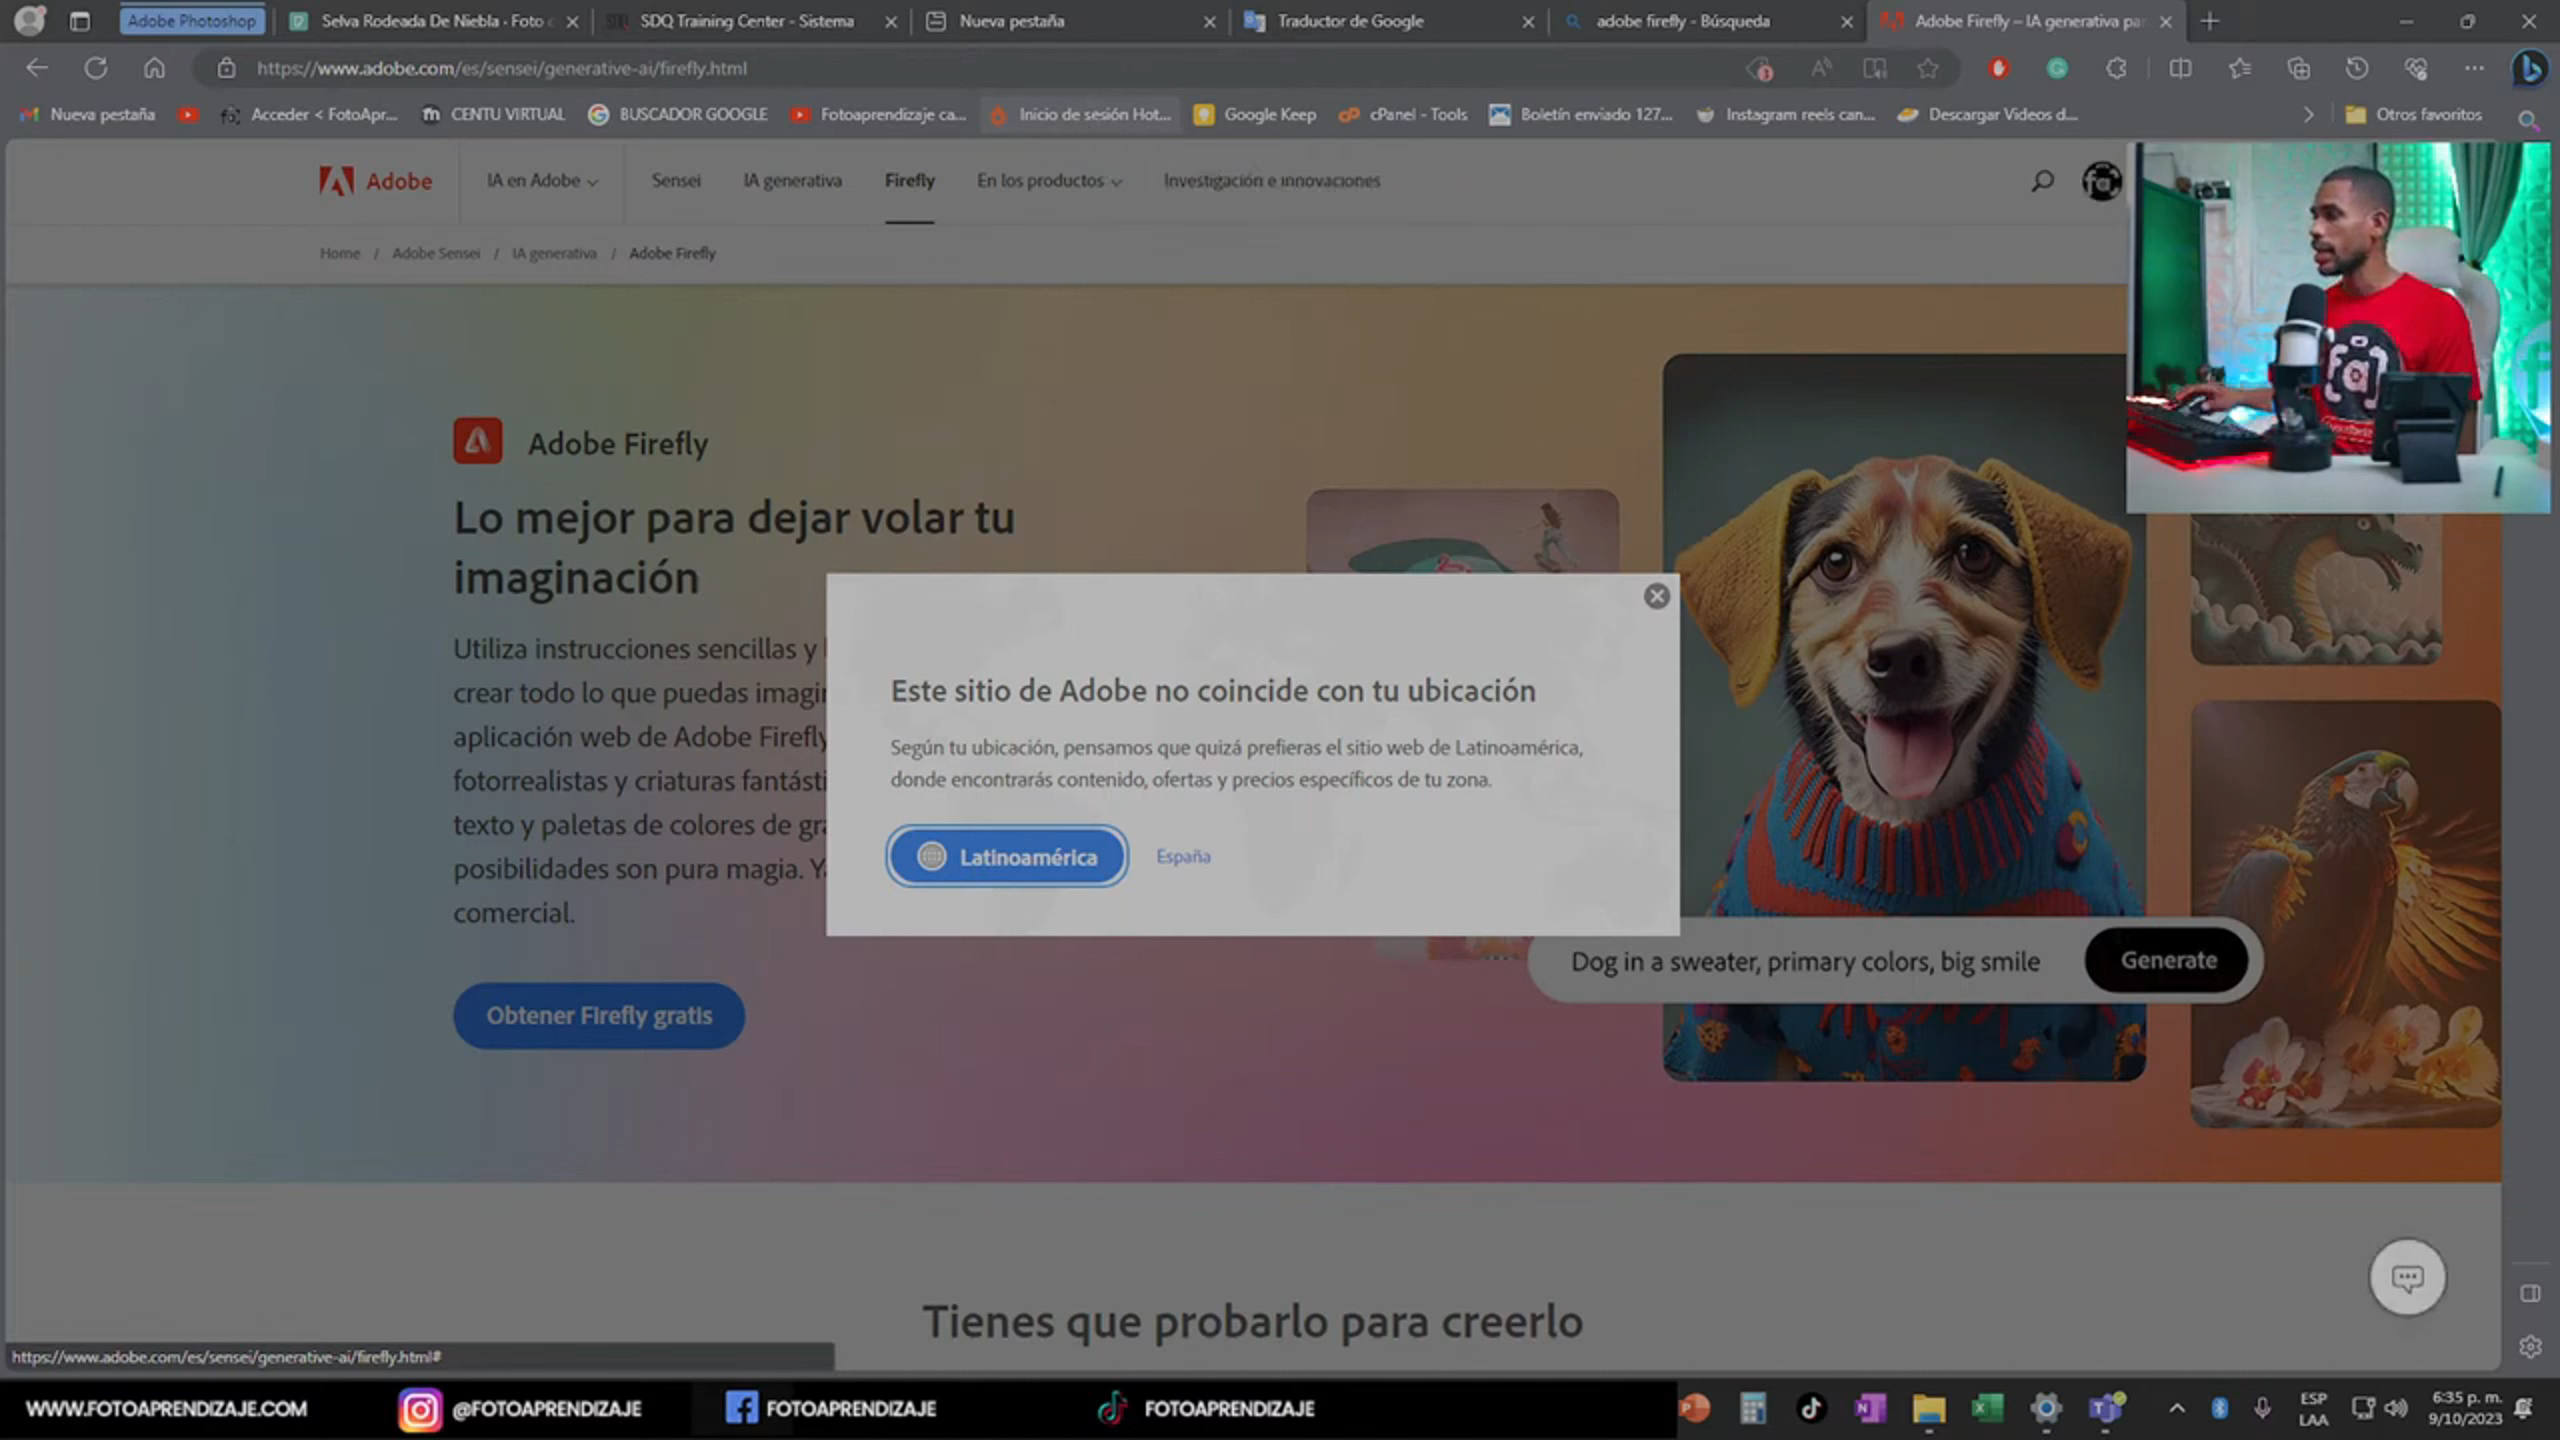 Adobe Photoshop
Selva Rodeada De Niebla - Foto
SDQ Training Center - Sistema
Nueva pestaña
Traductor de Google
adobe firefly - Búsqueda
Adobe Firefly – IA generativa par
https://www.adobe.com/es/sensei/generative-ai/firefly.html
Nueva pestaña
Acceder < FotoApr...
CENTU VIRTUAL
BUSCADOR GOOGLE
Fotoaprendizaje ca...
Inicio de sesión Hot...
Google Keep
cPanel - Tools
Boletín enviado 127...
Instagram reels can...
Descargar Videos d...
Otros favoritos
Adobe
IA en Adobe
Sensei
IA generativa
Firefly
En los productos
Investigación e innovaciones
fa
Home / Adobe Sensei / IA generativa / Adobe Firefly
Adobe Firefly
Lo mejor para dejar volar tu
imaginación
Utiliza instrucciones sencillas y
crear todo lo que puedas imagin
aplicación web de Adobe Firefly
fotorrealistas y criaturas fantásti
texto y paletas de colores de gra
posibilidades son pura magia. Ya
comercial.
Obtener Firefly gratis
Este sitio de Adobe no coincide con tu ubicación
Según tu ubicación, pensamos que quizá prefieras el sitio web de Latinoamérica,
donde encontrarás contenido, ofertas y precios específicos de tu zona.
Latinoamérica
España
Dog in a sweater, primary colors, big smile
Generate
Tienes que probarlo para creerlo
https://www.adobe.com/es/sensei/generative-ai/firefly.html#
WWW.FOTOAPRENDIZAJE.COM
@FOTOAPRENDIZAJE
FOTOAPRENDIZAJE
FOTOAPRENDIZAJE
ESP
LAA
6:35 p. m.
9/10/2023